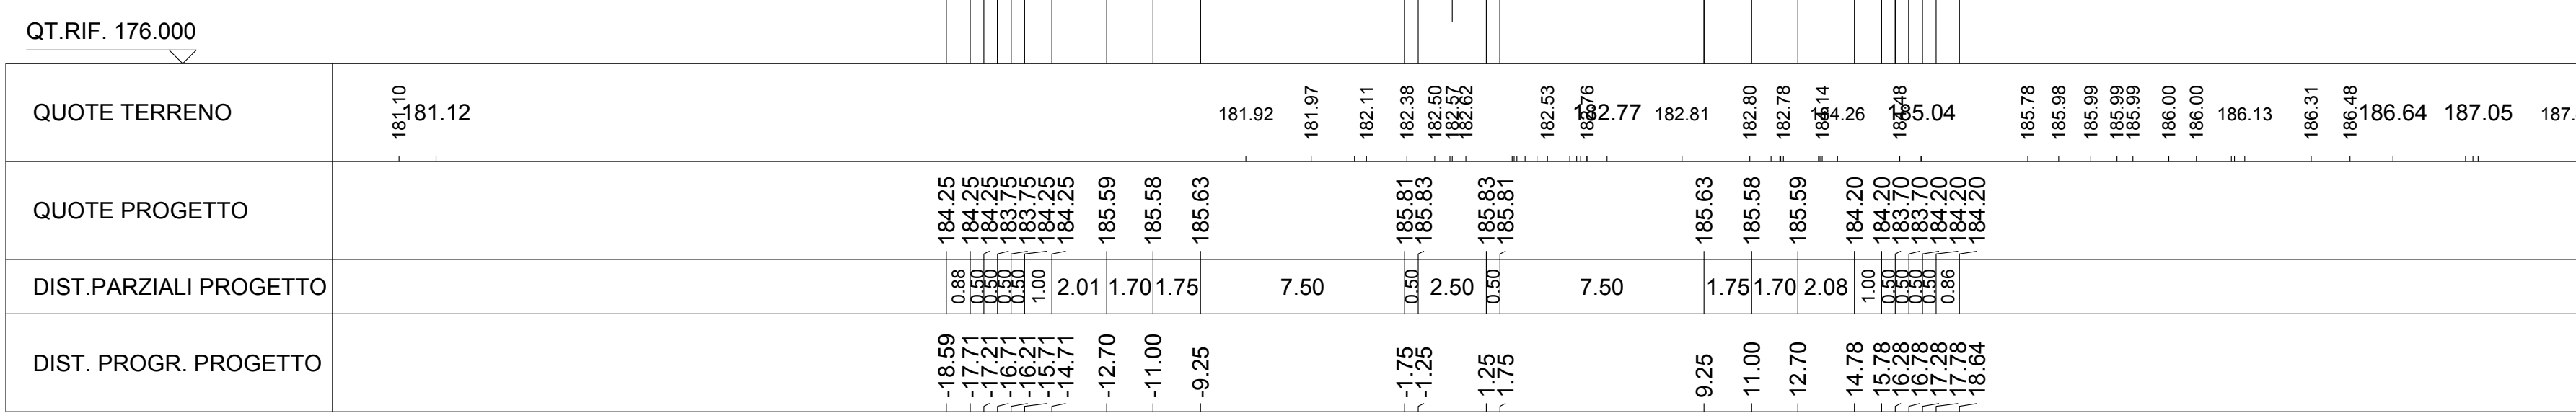 QT.RIF. 176.000
QUOTE TERRENO 181.10 181.12 181.92 181.97 182.11 182.38 182.50 182.57 182.62 182.53 182.76 182.77 182.81 182.80 182.78 184.14 184.26 184.48 185.04 185.78 185.98 185.99 185.99 185.99 186.00 186.00 186.13 186.31 186.48 186.64 187.05 187.
QUOTE PROGETTO 184.25 184.25 184.25 183.75 183.75 184.25 184.25 185.59 185.58 185.63 185.81 185.83 185.83 185.81 185.63 185.58 185.59 184.20 184.20 183.70 183.70 184.20 184.20 184.20
DIST.PARZIALI PROGETTO 0.88 0.50 0.50 0.50 0.50 1.00 2.01 1.70 1.75 7.50 0.50 2.50 0.50 7.50 1.75 1.70 2.08 1.00 0.50 0.50 0.50 0.50 0.86
DIST. PROGR. PROGETTO -18.59 -17.71 -17.21 -16.71 -16.21 -15.71 -14.71 -12.70 -11.00 -9.25 -1.75 -1.25 1.25 1.75 9.25 11.00 12.70 14.78 15.78 16.28 16.78 17.28 17.78 18.64